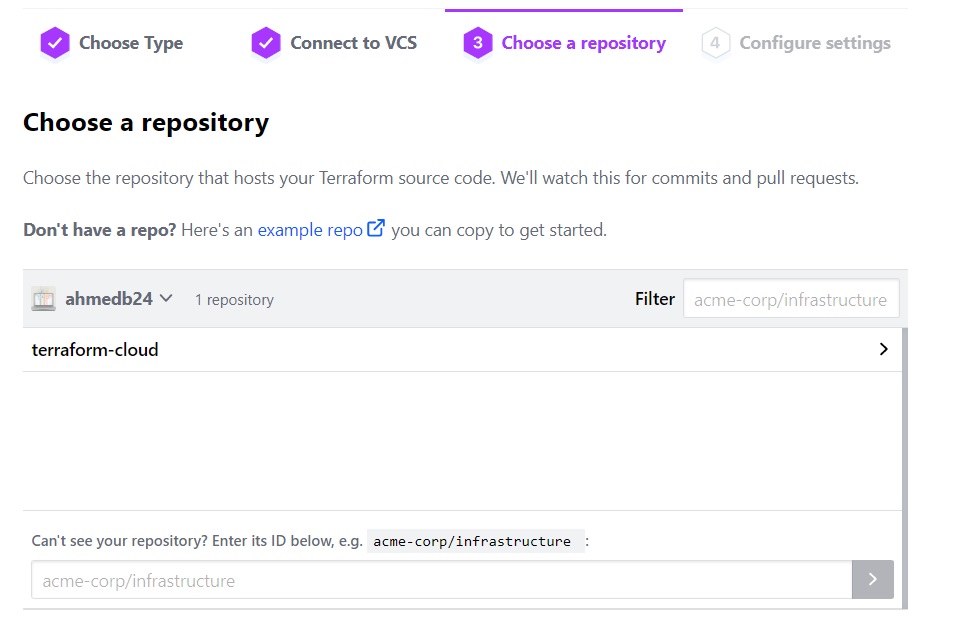 Choose Type
Connect to VCS
3 Choose a repository
4 Configure settings
Choose a repository
Choose the repository that hosts your Terraform source code. We'll watch this for commits and pull requests.
Don't have a repo? Here's an example repo you can copy to get started.
ahmedb24 1 repository Filter acme-corp/infrastructure
terraform-cloud
Can't see your repository? Enter its ID below, e.g. acme-corp/infrastructure :
acme-corp/infrastructure